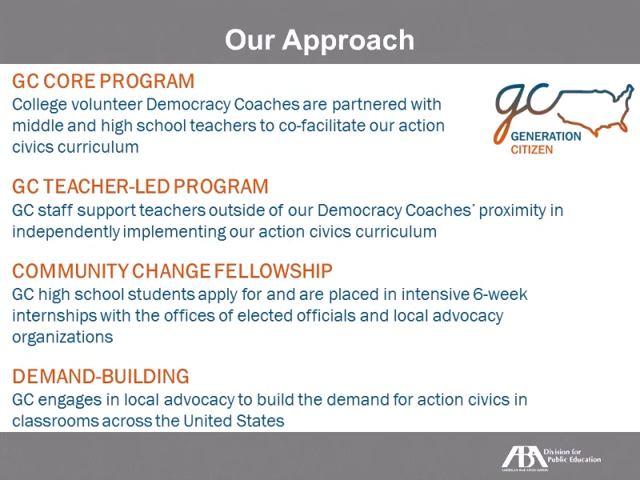 Our Approach
GC CORE PROGRAM
College volunteer Democracy Coaches are partnered with
middle and high school teachers to co-facilitate our action
civics curriculum
gc
GENERATION
CITIZEN
GC TEACHER-LED PROGRAM
GC staff support teachers outside of our Democracy Coaches' proximity in
independently implementing our action civics curriculum
COMMUNITY CHANGE FELLOWSHIP
GC high school students apply for and are placed in intensive 6-week
internships with the offices of elected officials and local advocacy
organizations
DEMAND-BUILDING
GC engages in local advocacy to build the demand for action civics in
classrooms across the United States
ABA Division for
Public Education
AMERICAN BAR ASSOCIATION